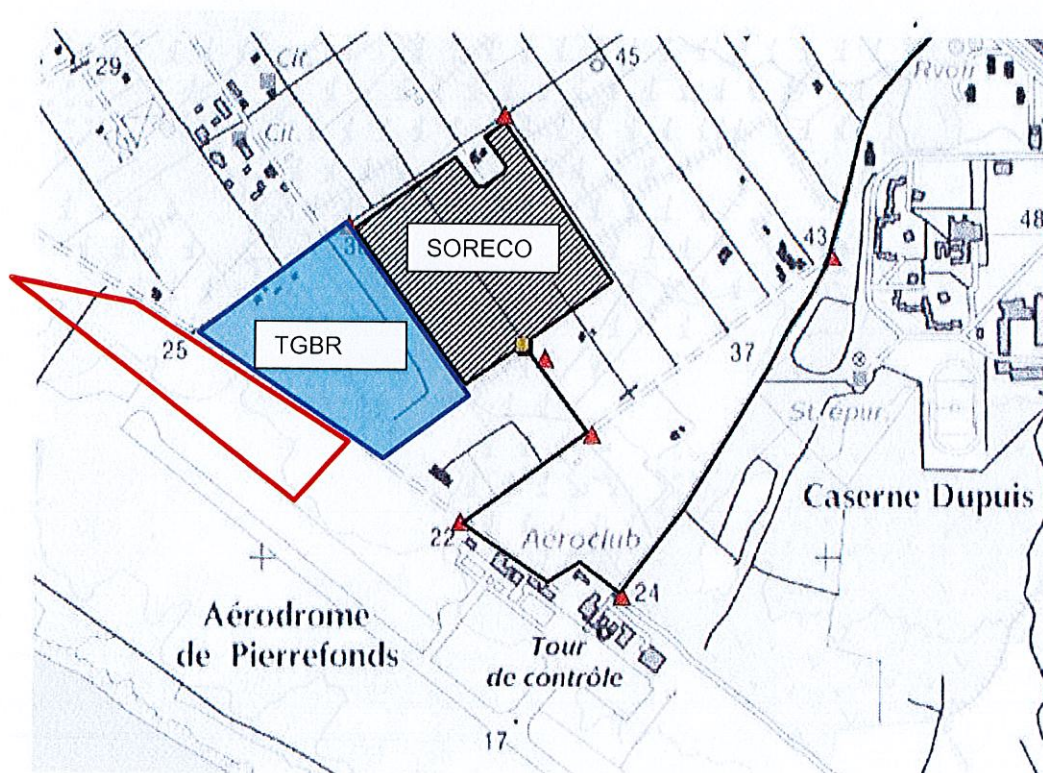 29
Cit.
Cit.
45
Rvoir
SORECO
43
48
TGBR
25
37
St épur.
Caserne Dupuis
22
Aéroclub
24
Aérodrome
de Pierrefonds
Tour
de contrôle
17